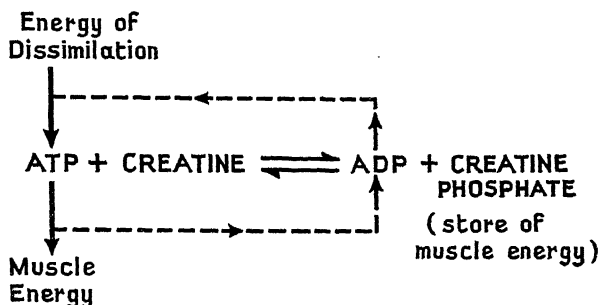 Energy of
Dissimilation
ATP + CREATINE ⇌ ADP + CREATINE
PHOSPHATE
(store of
muscle energy)
Muscle
Energy